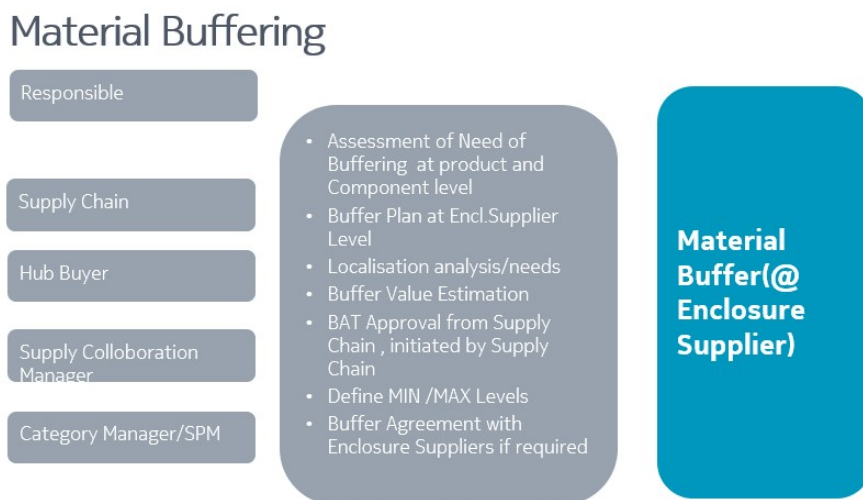 Material Buffering
Responsible
Supply Chain
Hub Buyer
Supply Colloboration
Manager
Category Manager/SPM
• Assessment of Need of
Buffering at product and
Component level
• Buffer Plan at Encl.Supplier
Level
• Localisation analysis/needs
• Buffer Value Estimation
• BAT Approval from Supply
Chain , initiated by Supply
Chain
• Define MIN /MAX Levels
• Buffer Agreement with
Enclosure Suppliers if required
Material
Buffer(@
Enclosure
Supplier)